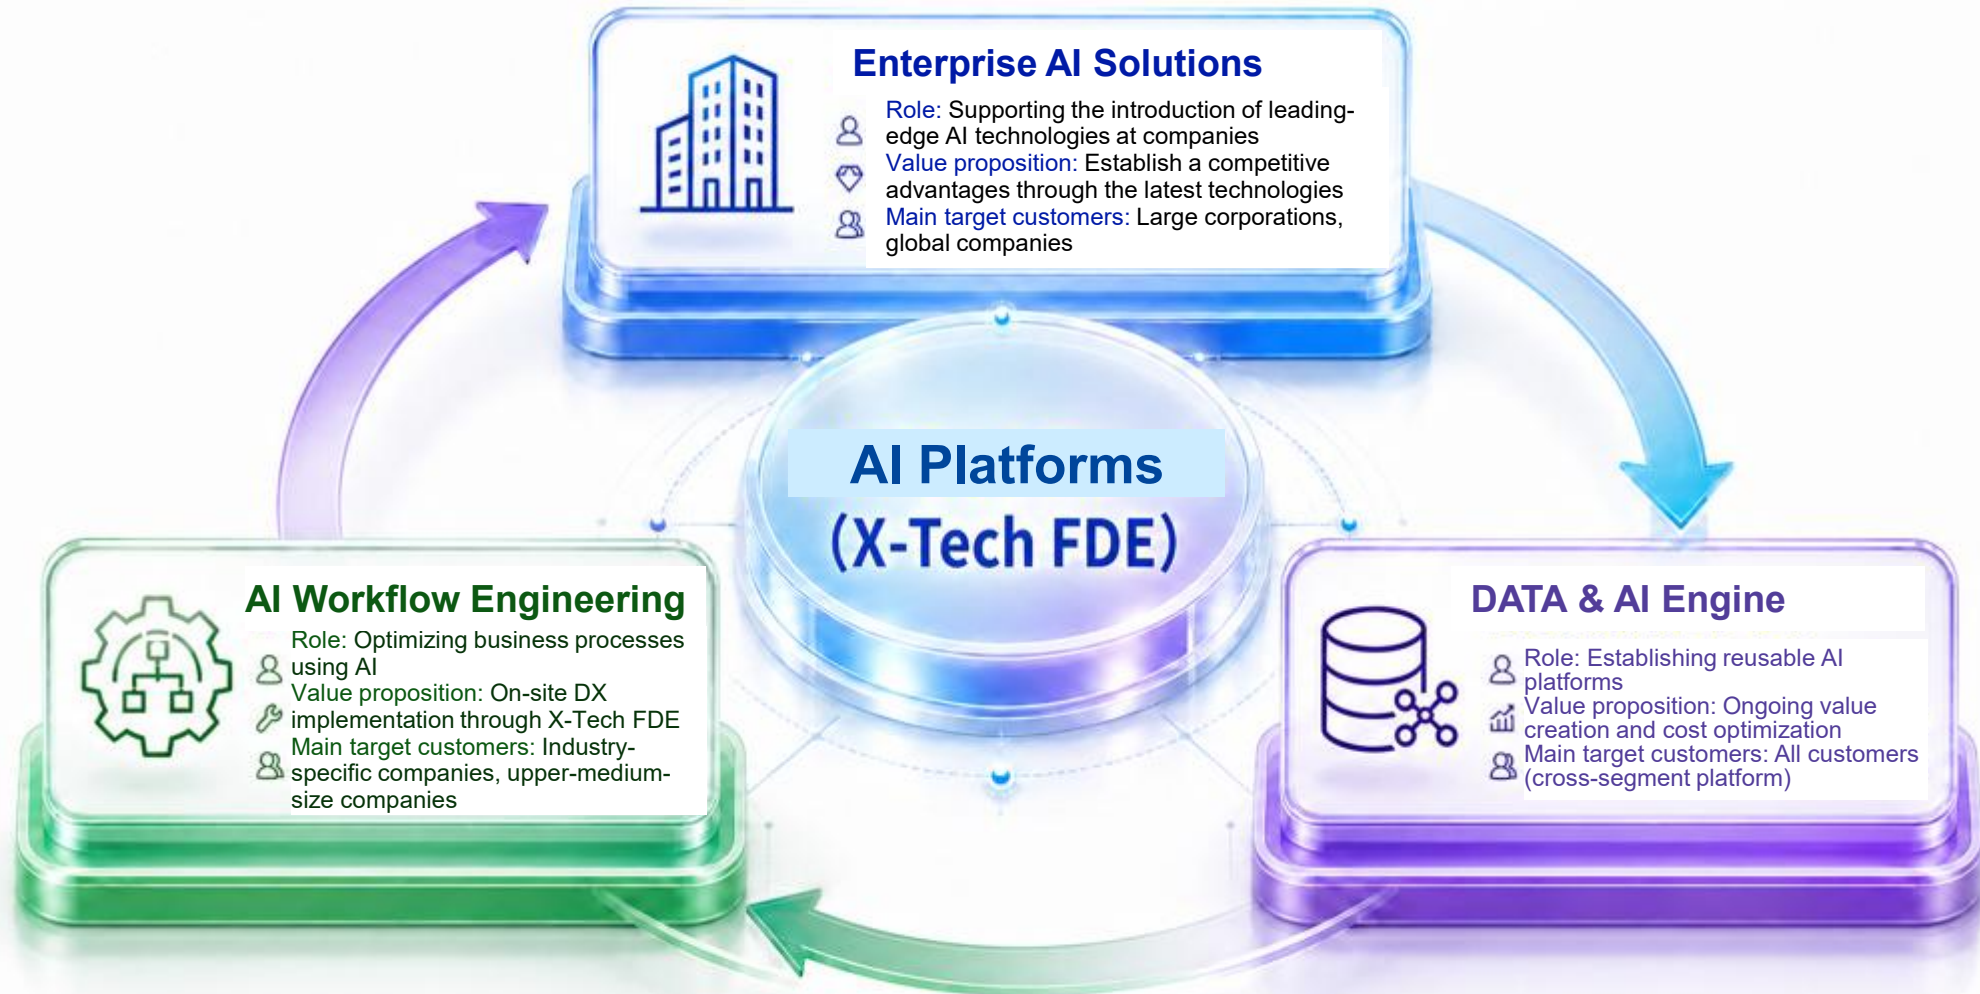 Enterprise AI Solutions
Role: Supporting the introduction of leading-
edge AI technologies at companies
Value proposition: Establish a competitive
advantages through the latest technologies
Main target customers: Large corporations,
global companies
AI Platforms
(X-Tech FDE)
AI Workflow Engineering
Role: Optimizing business processes
using AI
Value proposition: On-site DX
implementation through X-Tech FDE
Main target customers: Industry-
specific companies, upper-medium-
size companies
DATA & AI Engine
Role: Establishing reusable AI
platforms
Value proposition: Ongoing value
creation and cost optimization
Main target customers: All customers
(cross-segment platform)